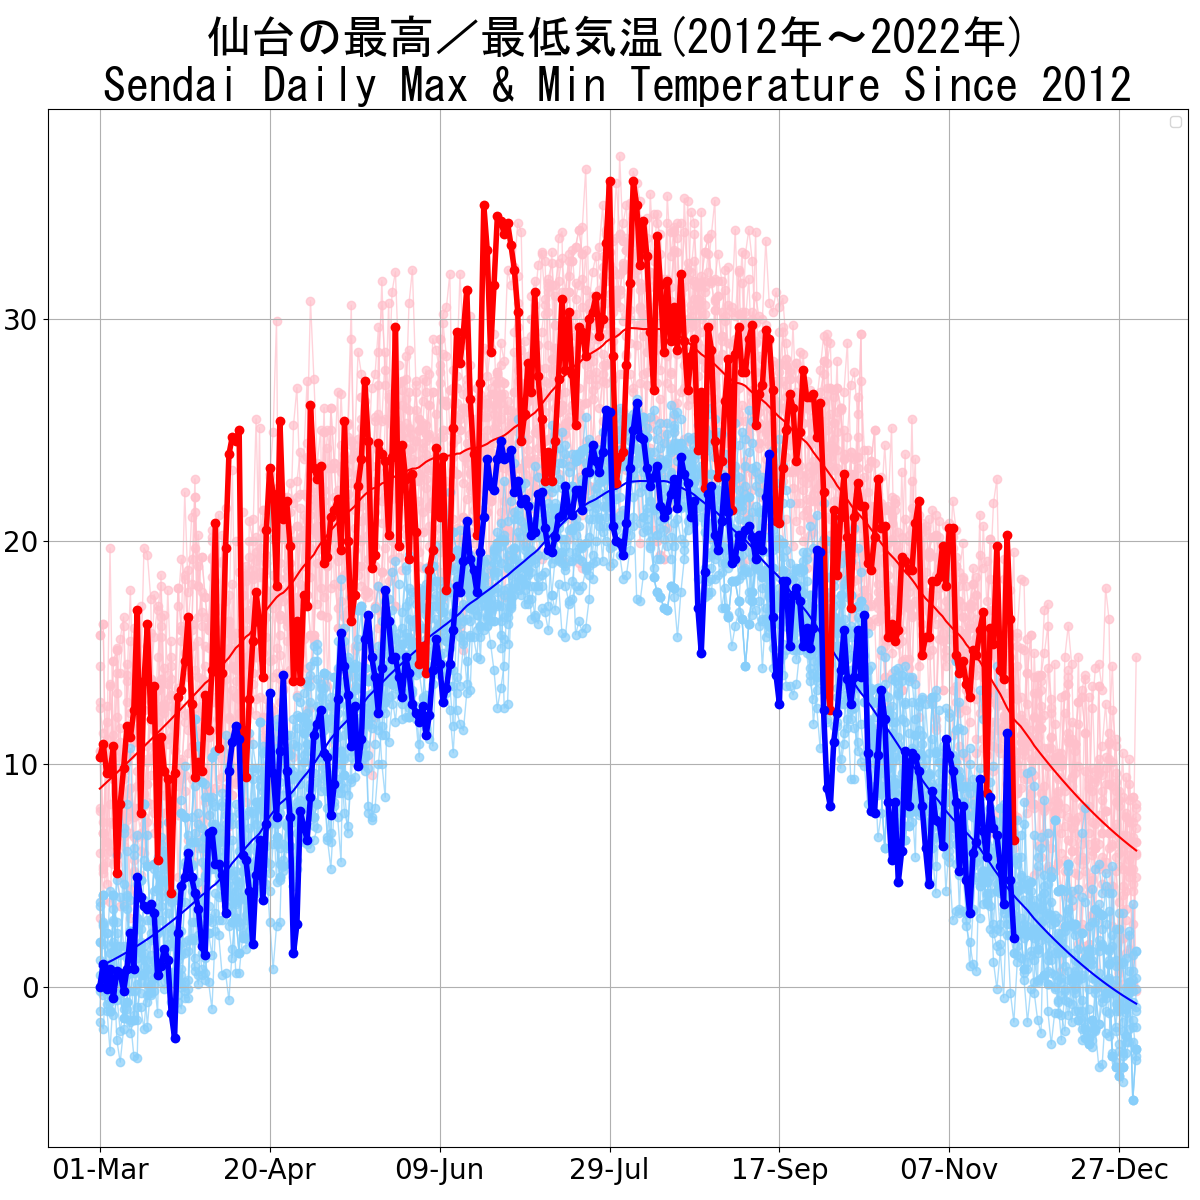 仙台の最高／最低気温(2012年～2022年)
Sendai Daily Max & Min Temperature Since 2012
30
20
10
0
01-Mar 20-Apr 09-Jun 29-Jul 17-Sep 07-Nov 27-Dec